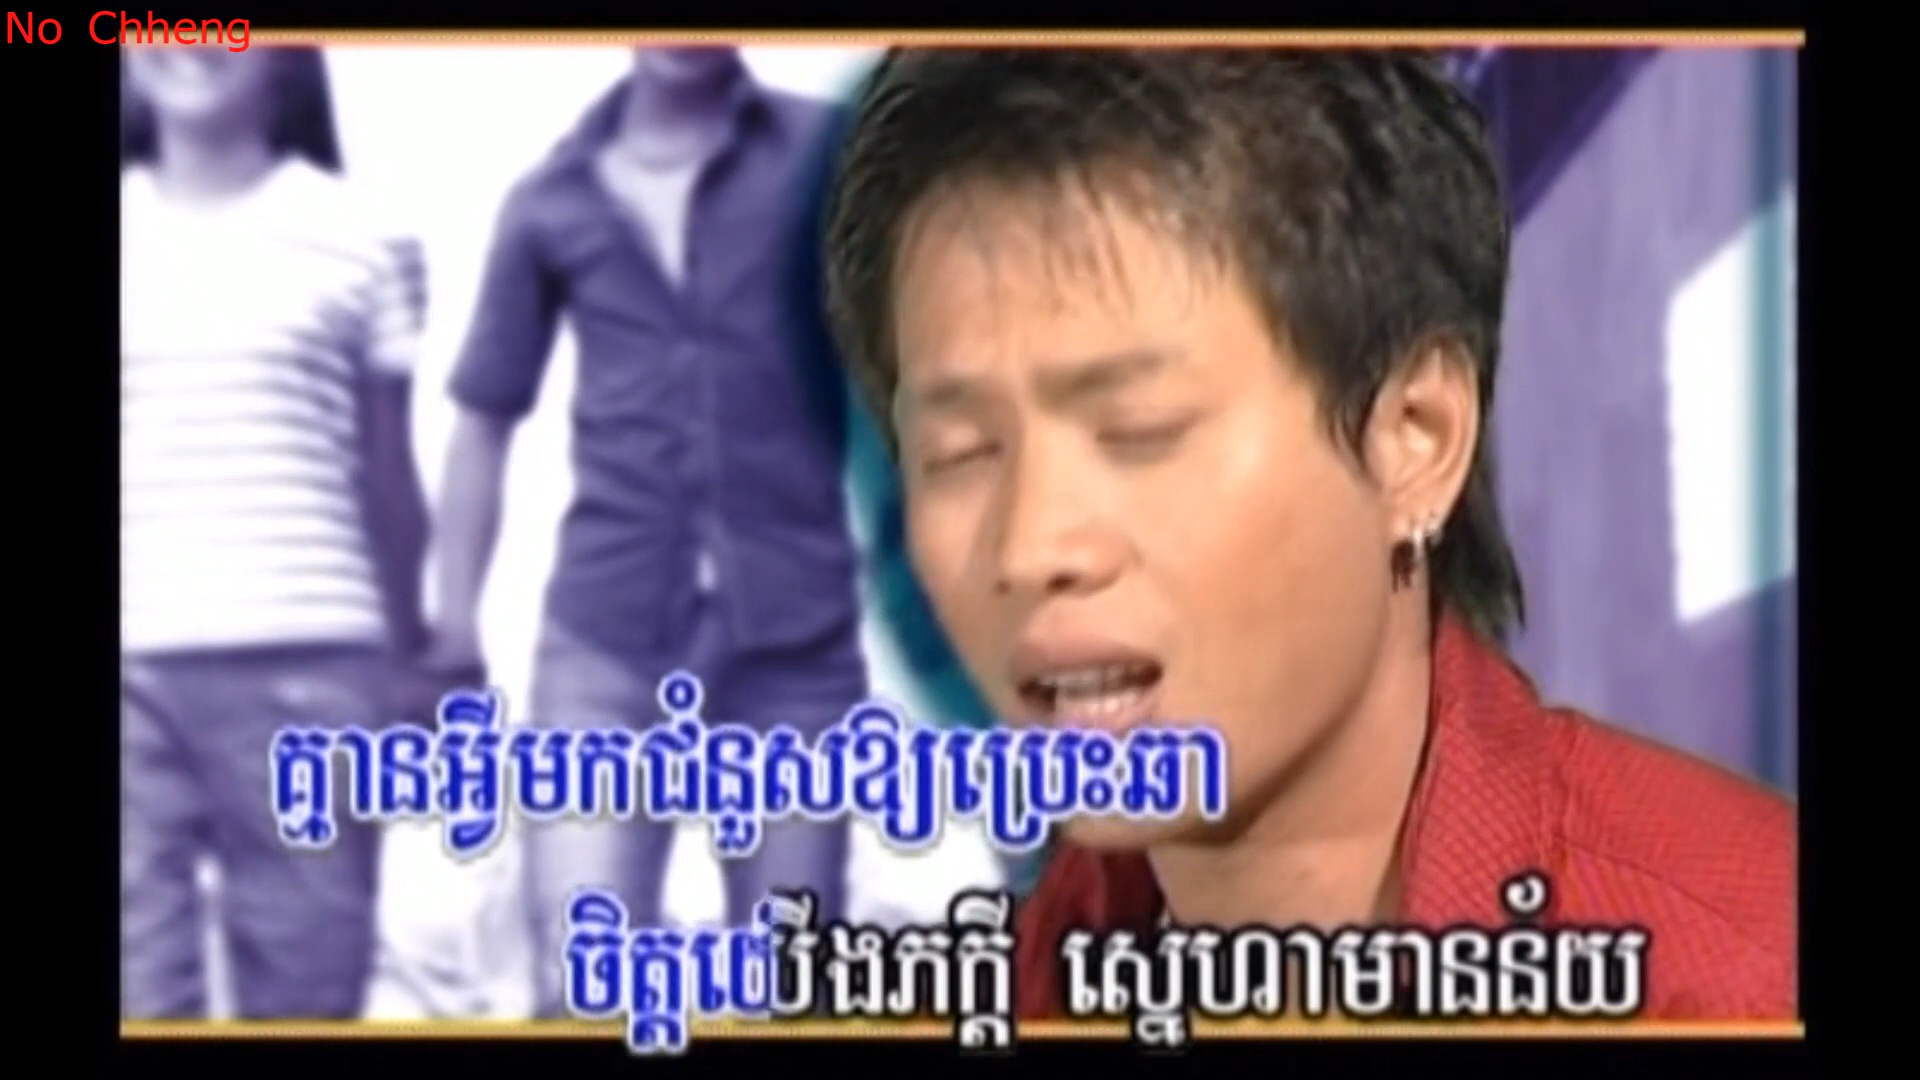 No Chheng
គ្មានអ្វីមកជំនួសឱ្យប្រេះឆា
ចិត្តយើងភក្ដី ស្នេហាមានន័យ